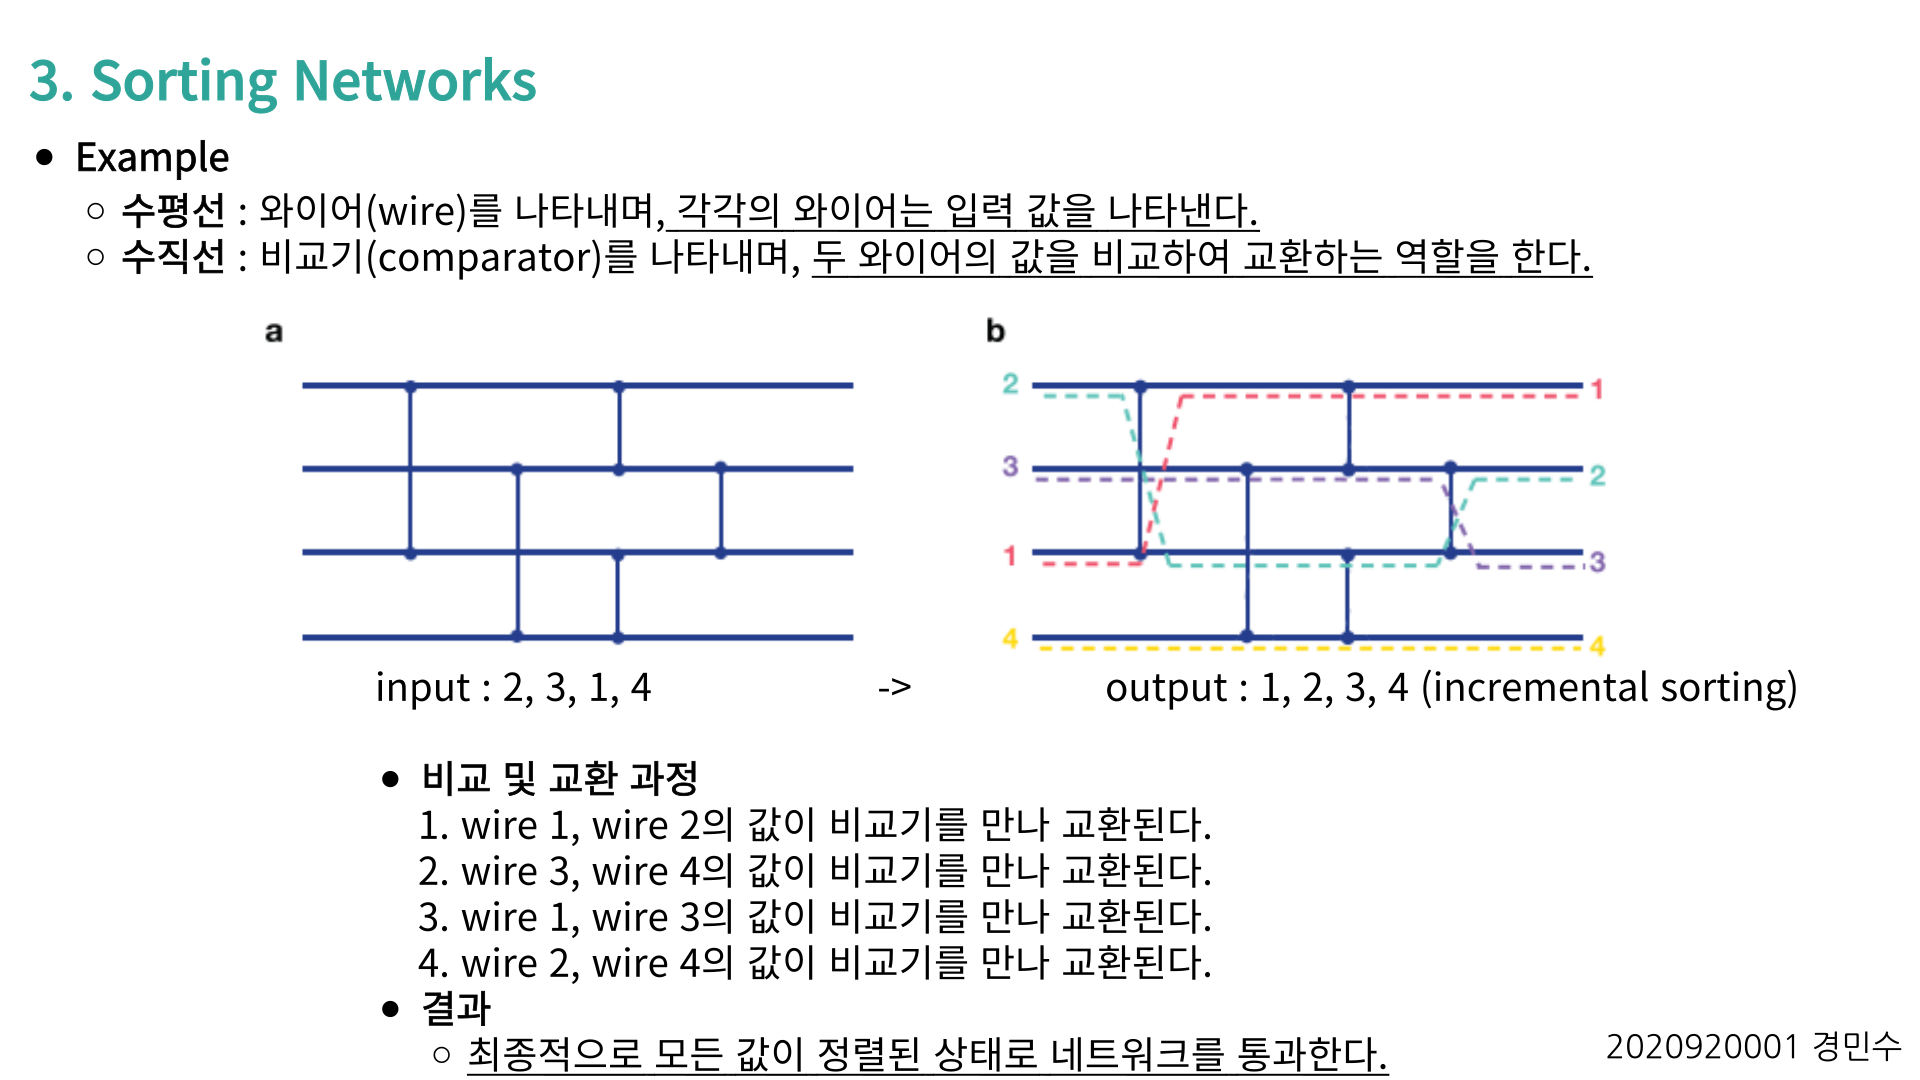 3. Sorting Networks
• Example
○ 수평선 : 와이어(wire)를 나타내며, 각각의 와이어는 입력 값을 나타낸다.
○ 수직선 : 비교기(comparator)를 나타내며, 두 와이어의 값을 비교하여 교환하는 역할을 한다.
a
b
2
1
3
2
1
3
4
4
input : 2, 3, 1, 4 -> output : 1, 2, 3, 4 (incremental sorting)
• 비교 및 교환 과정
1. wire 1, wire 2의 값이 비교기를 만나 교환된다.
2. wire 3, wire 4의 값이 비교기를 만나 교환된다.
3. wire 1, wire 3의 값이 비교기를 만나 교환된다.
4. wire 2, wire 4의 값이 비교기를 만나 교환된다.
• 결과
○ 최종적으로 모든 값이 정렬된 상태로 네트워크를 통과한다.
2020920001 경민수